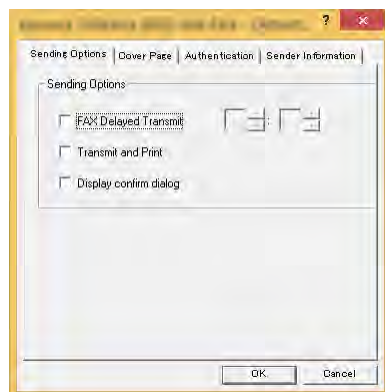 ?
Sending Options Cover Page Authentication Sender Information
Sending Options
FAX Delayed Transmit :
Transmit and Print
Display confirm dialog
OK Cancel